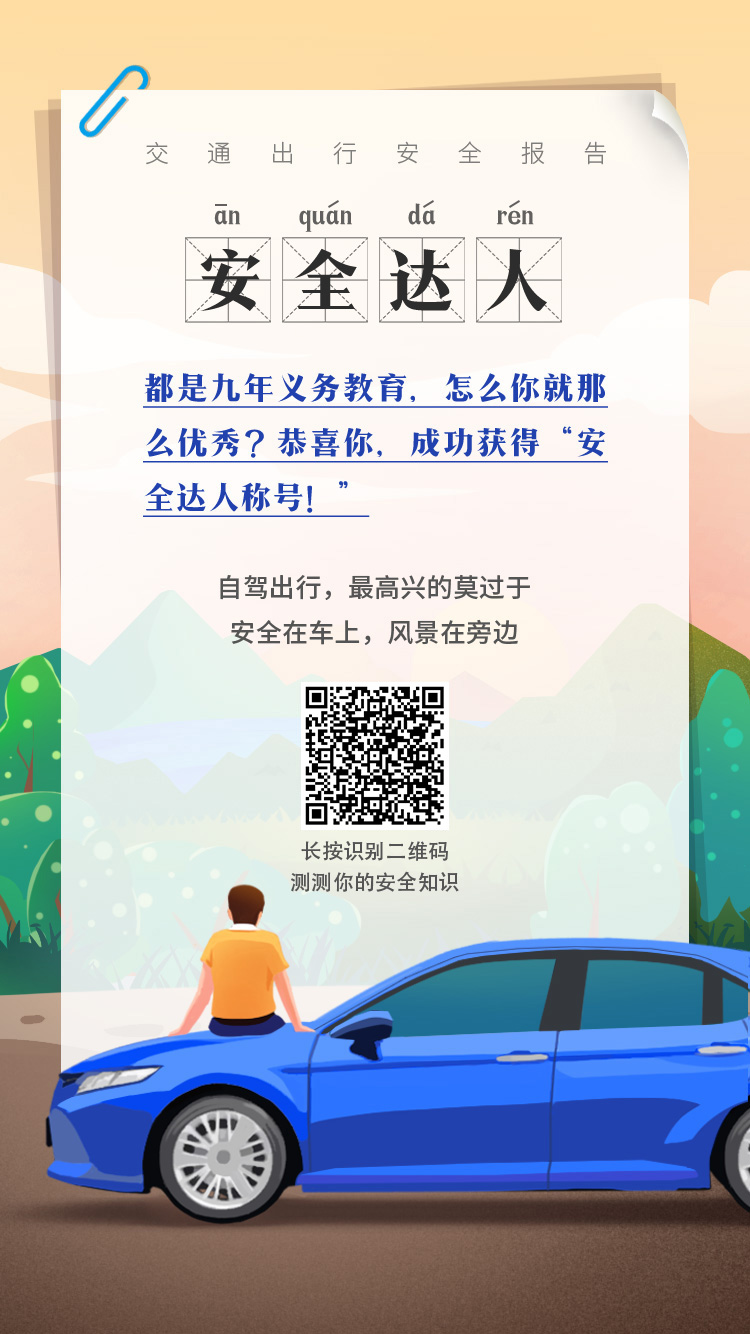 交通出行安全报告
ān quán dá rén
安全达人
都是九年义务教育，怎么你就那
么优秀？恭喜你，成功获得“安
全达人称号！”
自驾出行，最高兴的莫过于
安全在车上，风景在旁边
长按识别二维码
测测你的安全知识